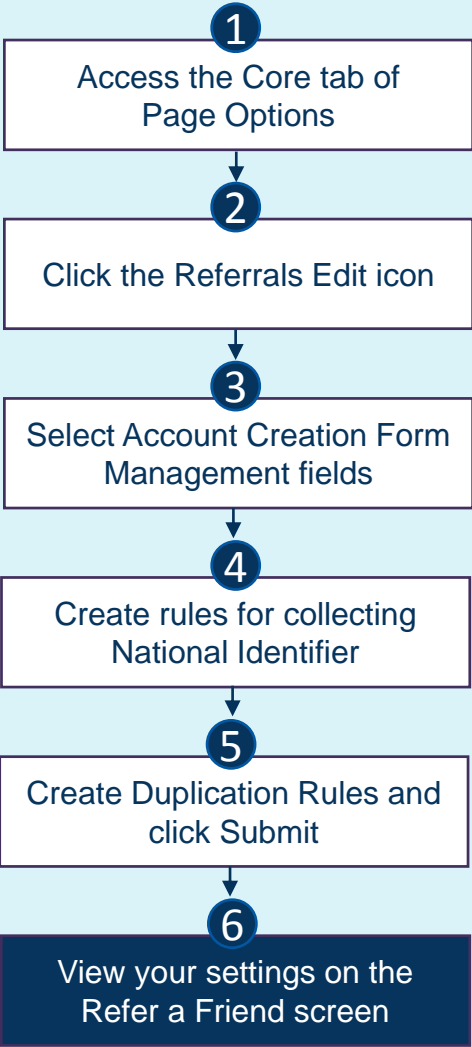 1
Access the Core tab of
Page Options
2
Click the Referrals Edit icon
3
Select Account Creation Form
Management fields
4
Create rules for collecting
National Identifier
5
Create Duplication Rules and
click Submit
6
View your settings on the
Refer a Friend screen